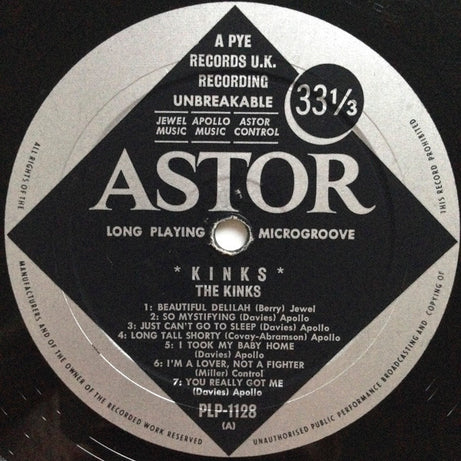 A PYE
RECORDS U.K.
RECORDING
UNBREAKABLE
33⅓
JEWEL APOLLO ASTOR
MUSIC MUSIC CONTROL
ASTOR
LONG PLAYING MICROGROOVE
* KINKS *
THE KINKS
1: BEAUTIFUL DELILAH (Berry) Jewel
2: SO MYSTIFYING (Davies) Apollo
3: JUST CAN'T GO TO SLEEP (Davies) Apollo
4: LONG TALL SHORTY (Covay-Abramson) Apollo
5: I TOOK MY BABY HOME
(Davies) Apollo
6: I'M A LOVER, NOT A FIGHTER
(Miller) Control
7: YOU REALLY GOT ME
(Davies) Apollo
PLP-1128
(A)
ALL RIGHTS OF THE
MANUFACTURERS AND OF THE OWNER OF THE RECORDED WORK RESERVED
UNAUTHORISED PUBLIC PERFORMANCE BROADCASTING AND COPYING OF
THIS RECORD PROHIBITED